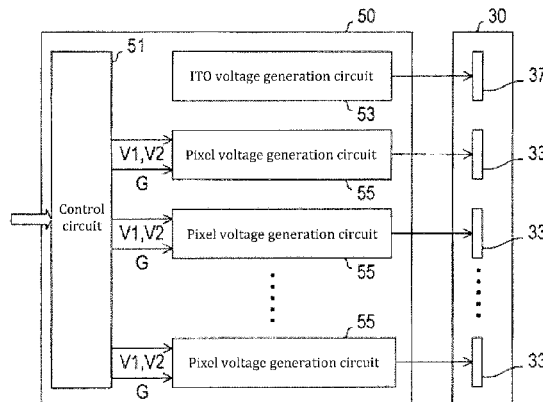 50
30
51
ITO voltage generation circuit
37
53
V1,V2
Pixel voltage generation circuit
33
G
55
Control
circuit
V1,V2
Pixel voltage generation circuit
33
G
55
55
V1,V2
Pixel voltage generation circuit
33
G